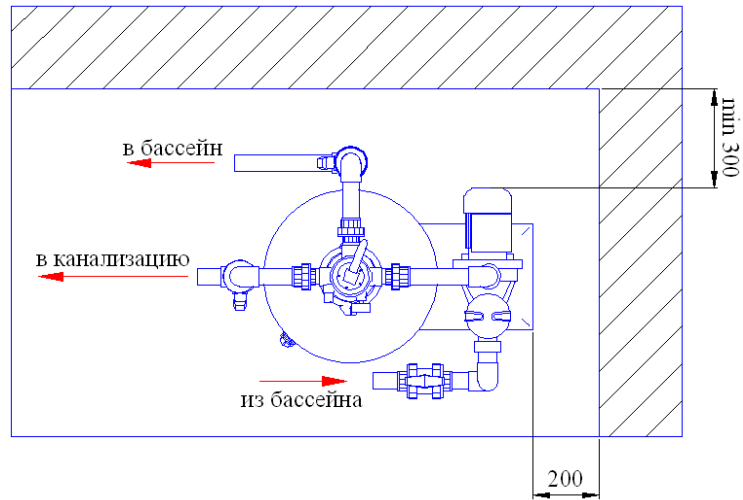 min 300
в бассейн
в канализацию
из бассейна
200